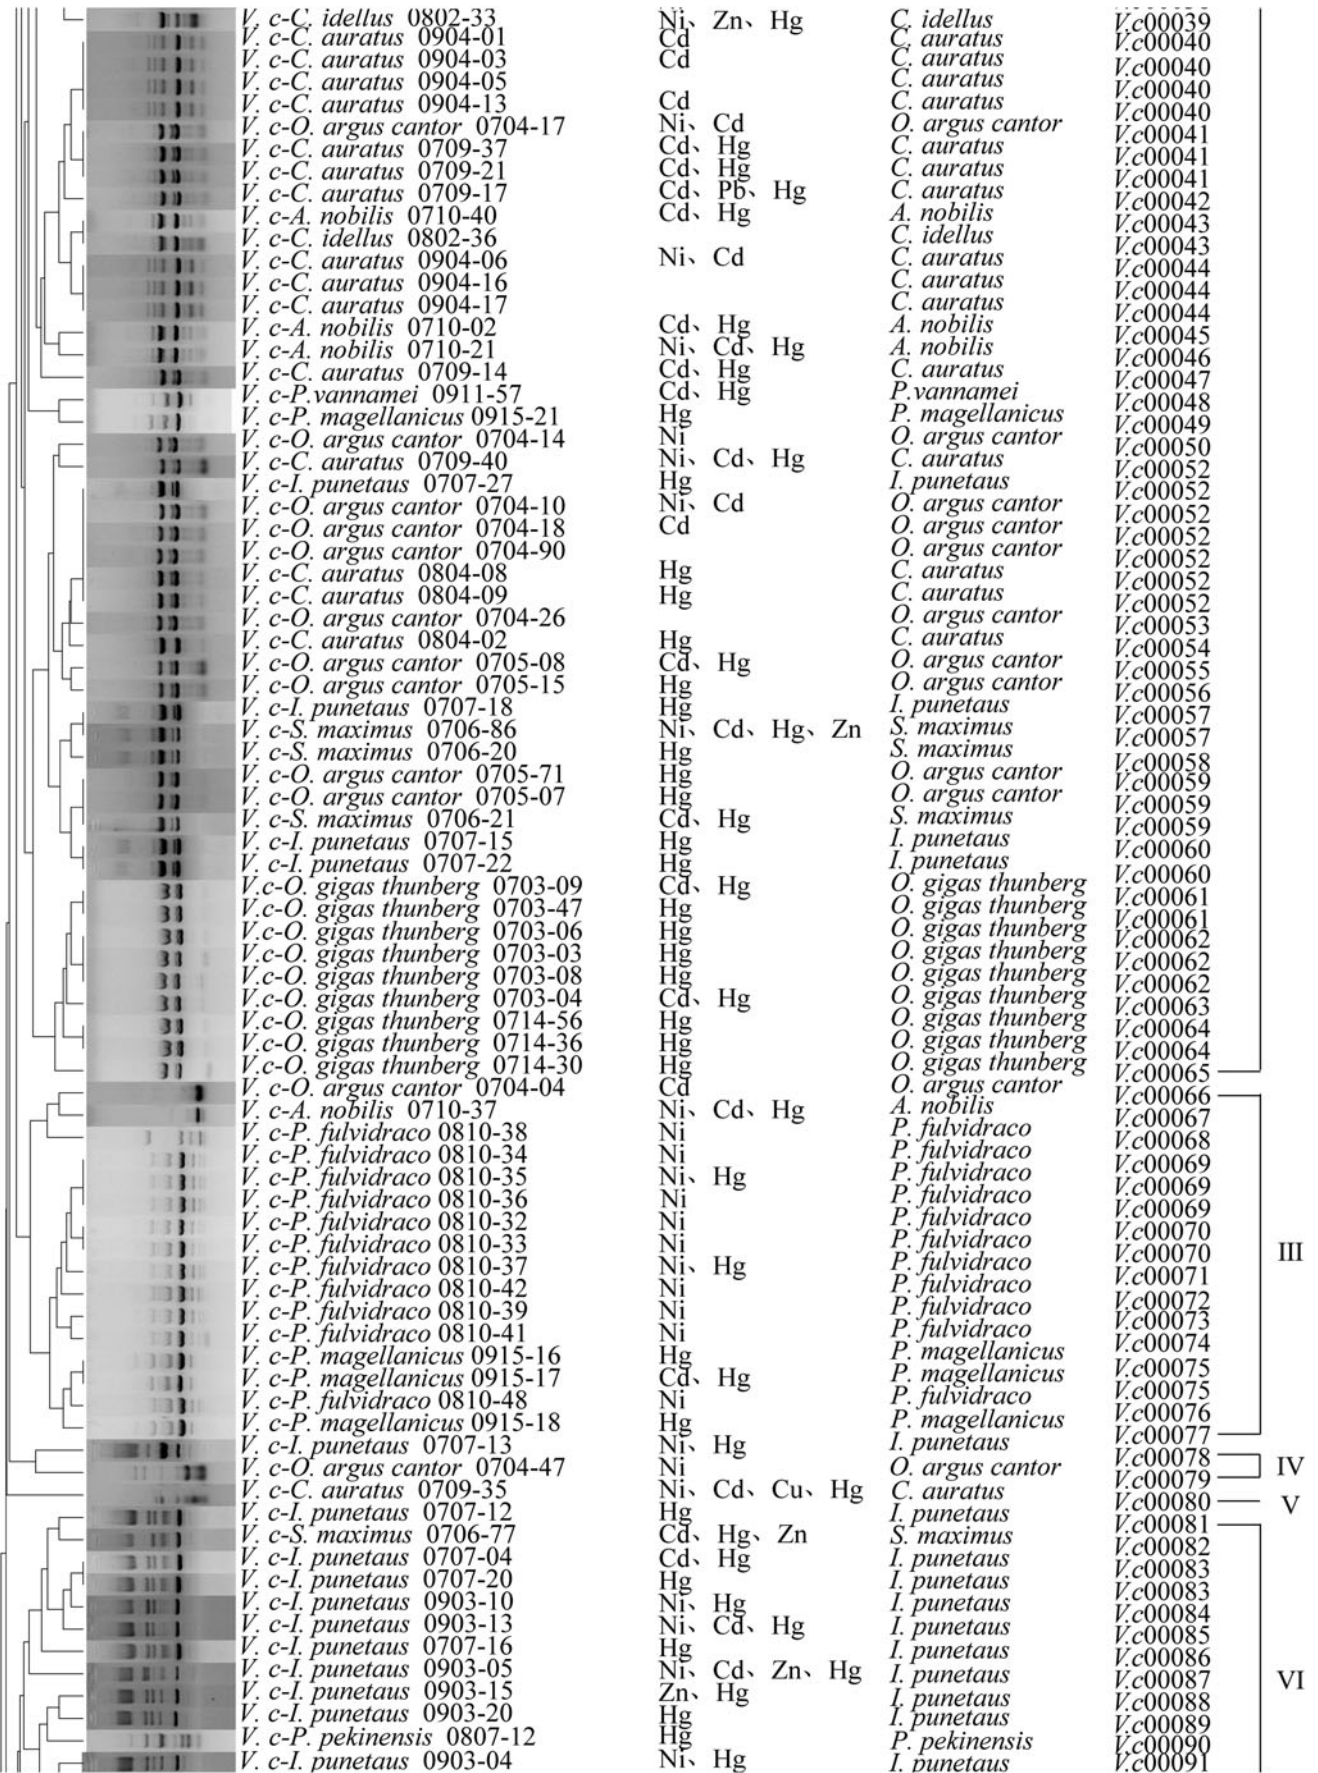 V. c-C. idellus 0802-33 Ni、Zn、Hg C. idellus V.c00039
V. c-C. auratus 0904-01 Cd C. auratus V.c00040
V. c-C. auratus 0904-03 Cd C. auratus V.c00040
V. c-C. auratus 0904-05 C. auratus V.c00040
V. c-C. auratus 0904-13 Cd C. auratus V.c00040
V. c-O. argus cantor 0704-17 Ni、Cd O. argus cantor V.c00041
V. c-C. auratus 0709-37 Cd、Hg C. auratus V.c00041
V. c-C. auratus 0709-21 Cd、Hg C. auratus V.c00041
V. c-C. auratus 0709-17 Cd、Pb、Hg C. auratus V.c00042
V. c-A. nobilis 0710-40 Cd、Hg A. nobilis V.c00043
V. c-C. idellus 0802-36 C. idellus V.c00043
V. c-C. auratus 0904-06 Ni、Cd C. auratus V.c00044
V. c-C. auratus 0904-16 C. auratus V.c00044
V. c-C. auratus 0904-17 C. auratus V.c00044
V. c-A. nobilis 0710-02 Cd、Hg A. nobilis V.c00045
V. c-A. nobilis 0710-21 Ni、Cd、Hg A. nobilis V.c00046
V. c-C. auratus 0709-14 Cd、Hg C. auratus V.c00047
V. c-P.vannamei 0911-57 Cd、Hg P.vannamei V.c00048
V. c-P. magellanicus 0915-21 Hg P. magellanicus V.c00049
V. c-O. argus cantor 0704-14 Ni O. argus cantor V.c00050
V. c-C. auratus 0709-40 Ni、Cd、Hg C. auratus V.c00052
V. c-I. punetaus 0707-27 Hg I. punetaus V.c00052
V. c-O. argus cantor 0704-10 Ni、Cd O. argus cantor V.c00052
V. c-O. argus cantor 0704-18 Cd O. argus cantor V.c00052
V. c-O. argus cantor 0704-90 O. argus cantor V.c00052
V. c-C. auratus 0804-08 Hg C. auratus V.c00052
V. c-C. auratus 0804-09 Hg C. auratus V.c00052
V. c-O. argus cantor 0704-26 O. argus cantor V.c00053
V. c-C. auratus 0804-02 Hg C. auratus V.c00054
V. c-O. argus cantor 0705-08 Cd、Hg O. argus cantor V.c00055
V. c-O. argus cantor 0705-15 Hg O. argus cantor V.c00056
V. c-I. punetaus 0707-18 Hg I. punetaus V.c00057
V. c-S. maximus 0706-86 Ni、Cd、Hg、Zn S. maximus V.c00057
V. c-S. maximus 0706-20 Hg S. maximus V.c00058
V. c-O. argus cantor 0705-71 Hg O. argus cantor V.c00059
V. c-O. argus cantor 0705-07 Hg O. argus cantor V.c00059
V. c-S. maximus 0706-21 Cd、Hg S. maximus V.c00059
V. c-I. punetaus 0707-15 Hg I. punetaus V.c00060
V. c-I. punetaus 0707-22 Hg I. punetaus V.c00060
V.c-O. gigas thunberg 0703-09 Cd、Hg O. gigas thunberg V.c00061
V.c-O. gigas thunberg 0703-47 Hg O. gigas thunberg V.c00061
V.c-O. gigas thunberg 0703-06 Hg O. gigas thunberg V.c00062
V.c-O. gigas thunberg 0703-03 Hg O. gigas thunberg V.c00062
V.c-O. gigas thunberg 0703-08 Hg O. gigas thunberg V.c00062
V.c-O. gigas thunberg 0703-04 Cd、Hg O. gigas thunberg V.c00063
V.c-O. gigas thunberg 0714-56 Hg O. gigas thunberg V.c00064
V.c-O. gigas thunberg 0714-36 Hg O. gigas thunberg V.c00064
V.c-O. gigas thunberg 0714-30 Hg O. gigas thunberg V.c00065
V. c-O. argus cantor 0704-04 Cd O. argus cantor V.c00066
V. c-A. nobilis 0710-37 Ni、Cd、Hg A. nobilis V.c00067
V. c-P. fulvidraco 0810-38 Ni P. fulvidraco V.c00068
V. c-P. fulvidraco 0810-34 Ni P. fulvidraco V.c00069
V. c-P. fulvidraco 0810-35 Ni、Hg P. fulvidraco V.c00069
V. c-P. fulvidraco 0810-36 Ni P. fulvidraco V.c00069
V. c-P. fulvidraco 0810-32 Ni P. fulvidraco V.c00070
V. c-P. fulvidraco 0810-33 Ni P. fulvidraco V.c00070 III
V. c-P. fulvidraco 0810-37 Ni、Hg P. fulvidraco V.c00071
V. c-P. fulvidraco 0810-42 Ni P. fulvidraco V.c00072
V. c-P. fulvidraco 0810-39 Ni P. fulvidraco V.c00073
V. c-P. fulvidraco 0810-41 Ni P. fulvidraco V.c00074
V. c-P. magellanicus 0915-16 Hg P. magellanicus V.c00075
V. c-P. magellanicus 0915-17 Cd、Hg P. magellanicus V.c00075
V. c-P. fulvidraco 0810-48 Ni P. fulvidraco V.c00076
V. c-P. magellanicus 0915-18 Hg P. magellanicus V.c00077
V. c-I. punetaus 0707-13 Ni、Hg I. punetaus V.c00078
V. c-O. argus cantor 0704-47 Ni O. argus cantor V.c00079 IV
V. c-C. auratus 0709-35 Ni、Cd、Cu、Hg C. auratus V.c00080 V
V. c-I. punetaus 0707-12 Hg I. punetaus V.c00081
V. c-S. maximus 0706-77 Cd、Hg、Zn S. maximus V.c00082
V. c-I. punetaus 0707-04 Cd、Hg I. punetaus V.c00083
V. c-I. punetaus 0707-20 Hg I. punetaus V.c00083
V. c-I. punetaus 0903-10 Ni、Hg I. punetaus V.c00084
V. c-I. punetaus 0903-13 Ni、Cd、Hg I. punetaus V.c00085
V. c-I. punetaus 0707-16 Hg I. punetaus V.c00086
V. c-I. punetaus 0903-05 Ni、Cd、Zn、Hg I. punetaus V.c00087 VI
V. c-I. punetaus 0903-15 Zn、Hg I. punetaus V.c00088
V. c-I. punetaus 0903-20 Hg I. punetaus V.c00089
V. c-P. pekinensis 0807-12 Hg P. pekinensis V.c00090
V. c-I. punetaus 0903-04 Ni、Hg I. punetaus V.c00091